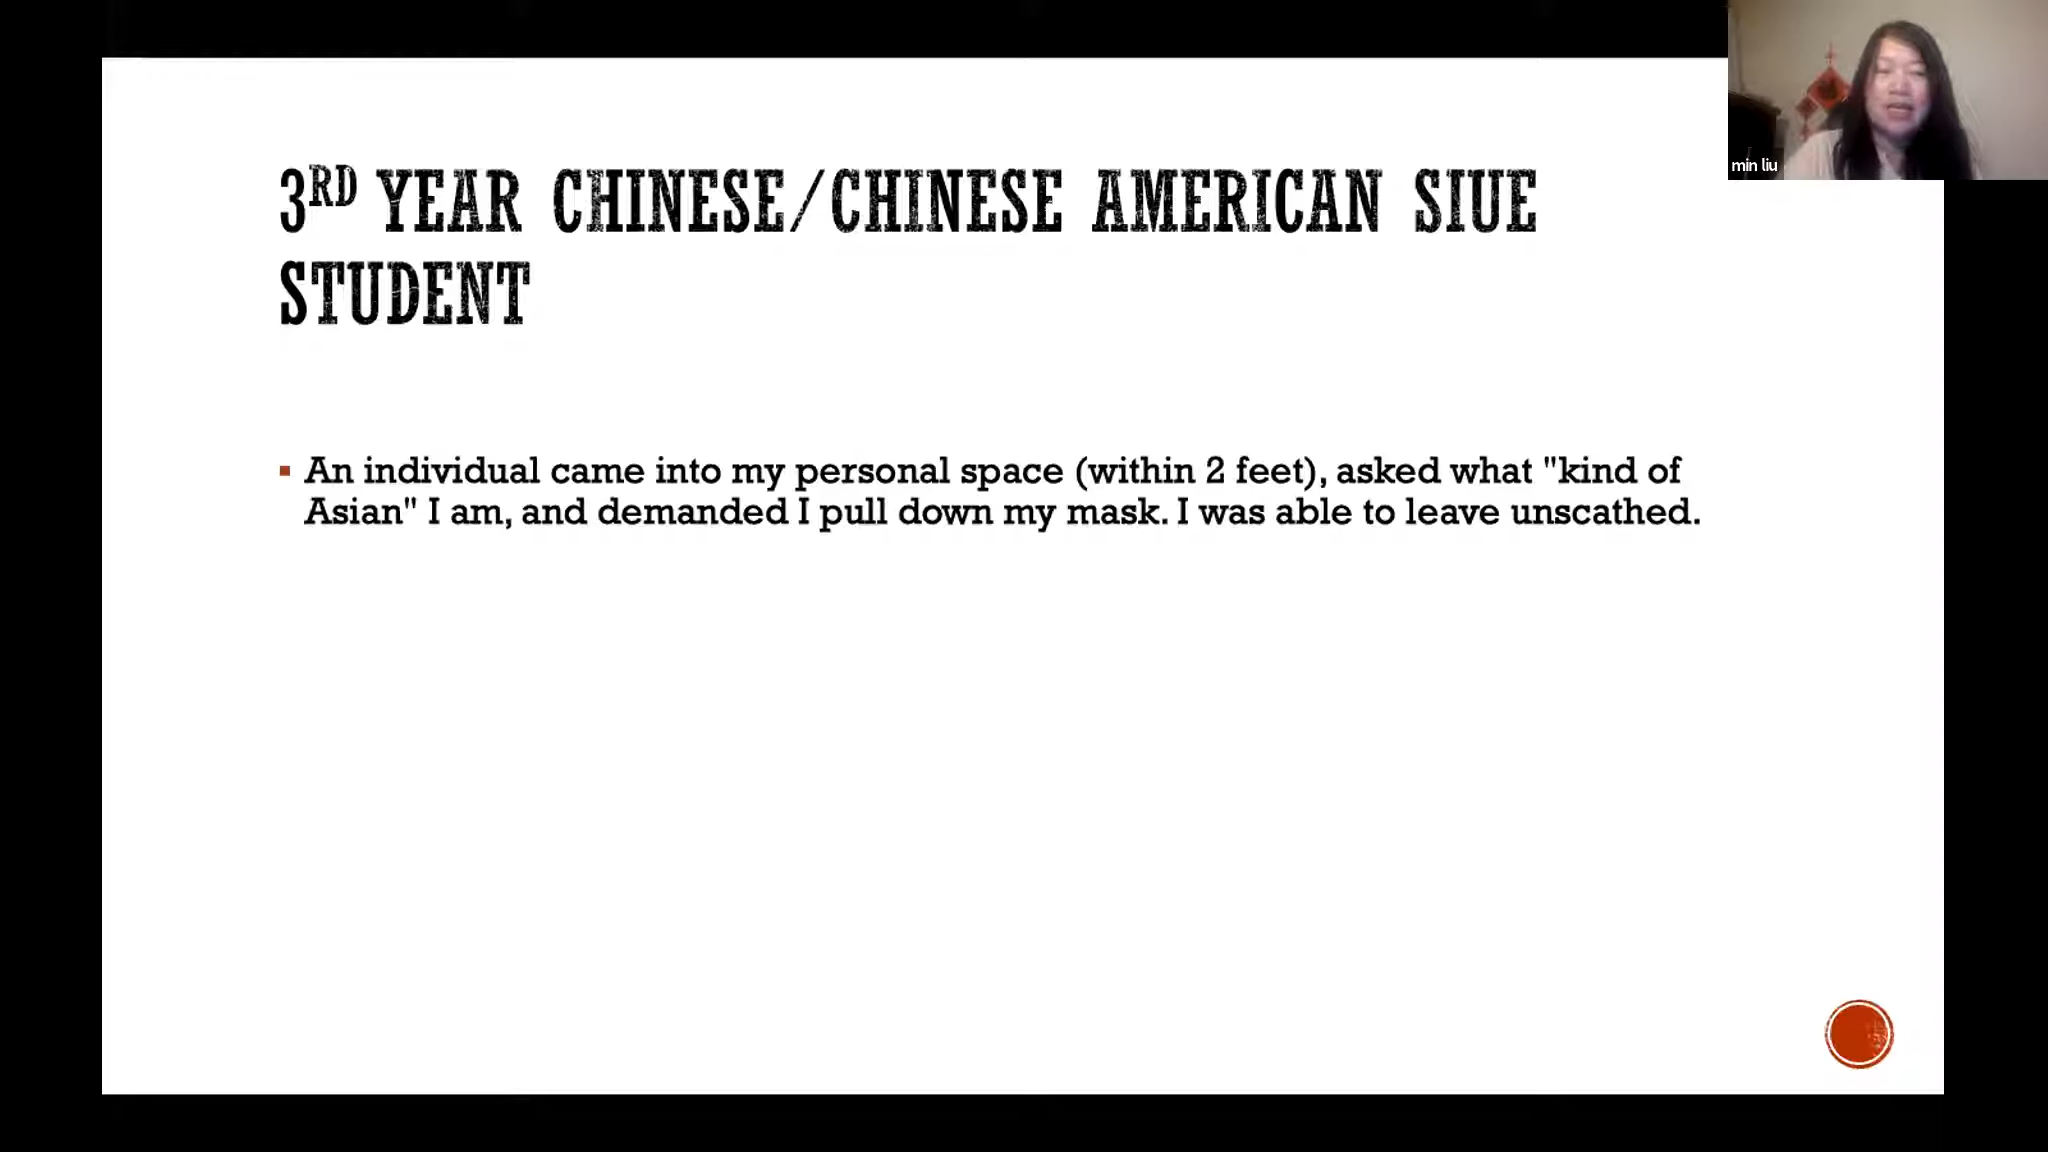 3RD YEAR CHINESE/CHINESE AMERICAN SIUE
STUDENT
▪ An individual came into my personal space (within 2 feet), asked what "kind of
Asian" I am, and demanded I pull down my mask. I was able to leave unscathed.
min liu